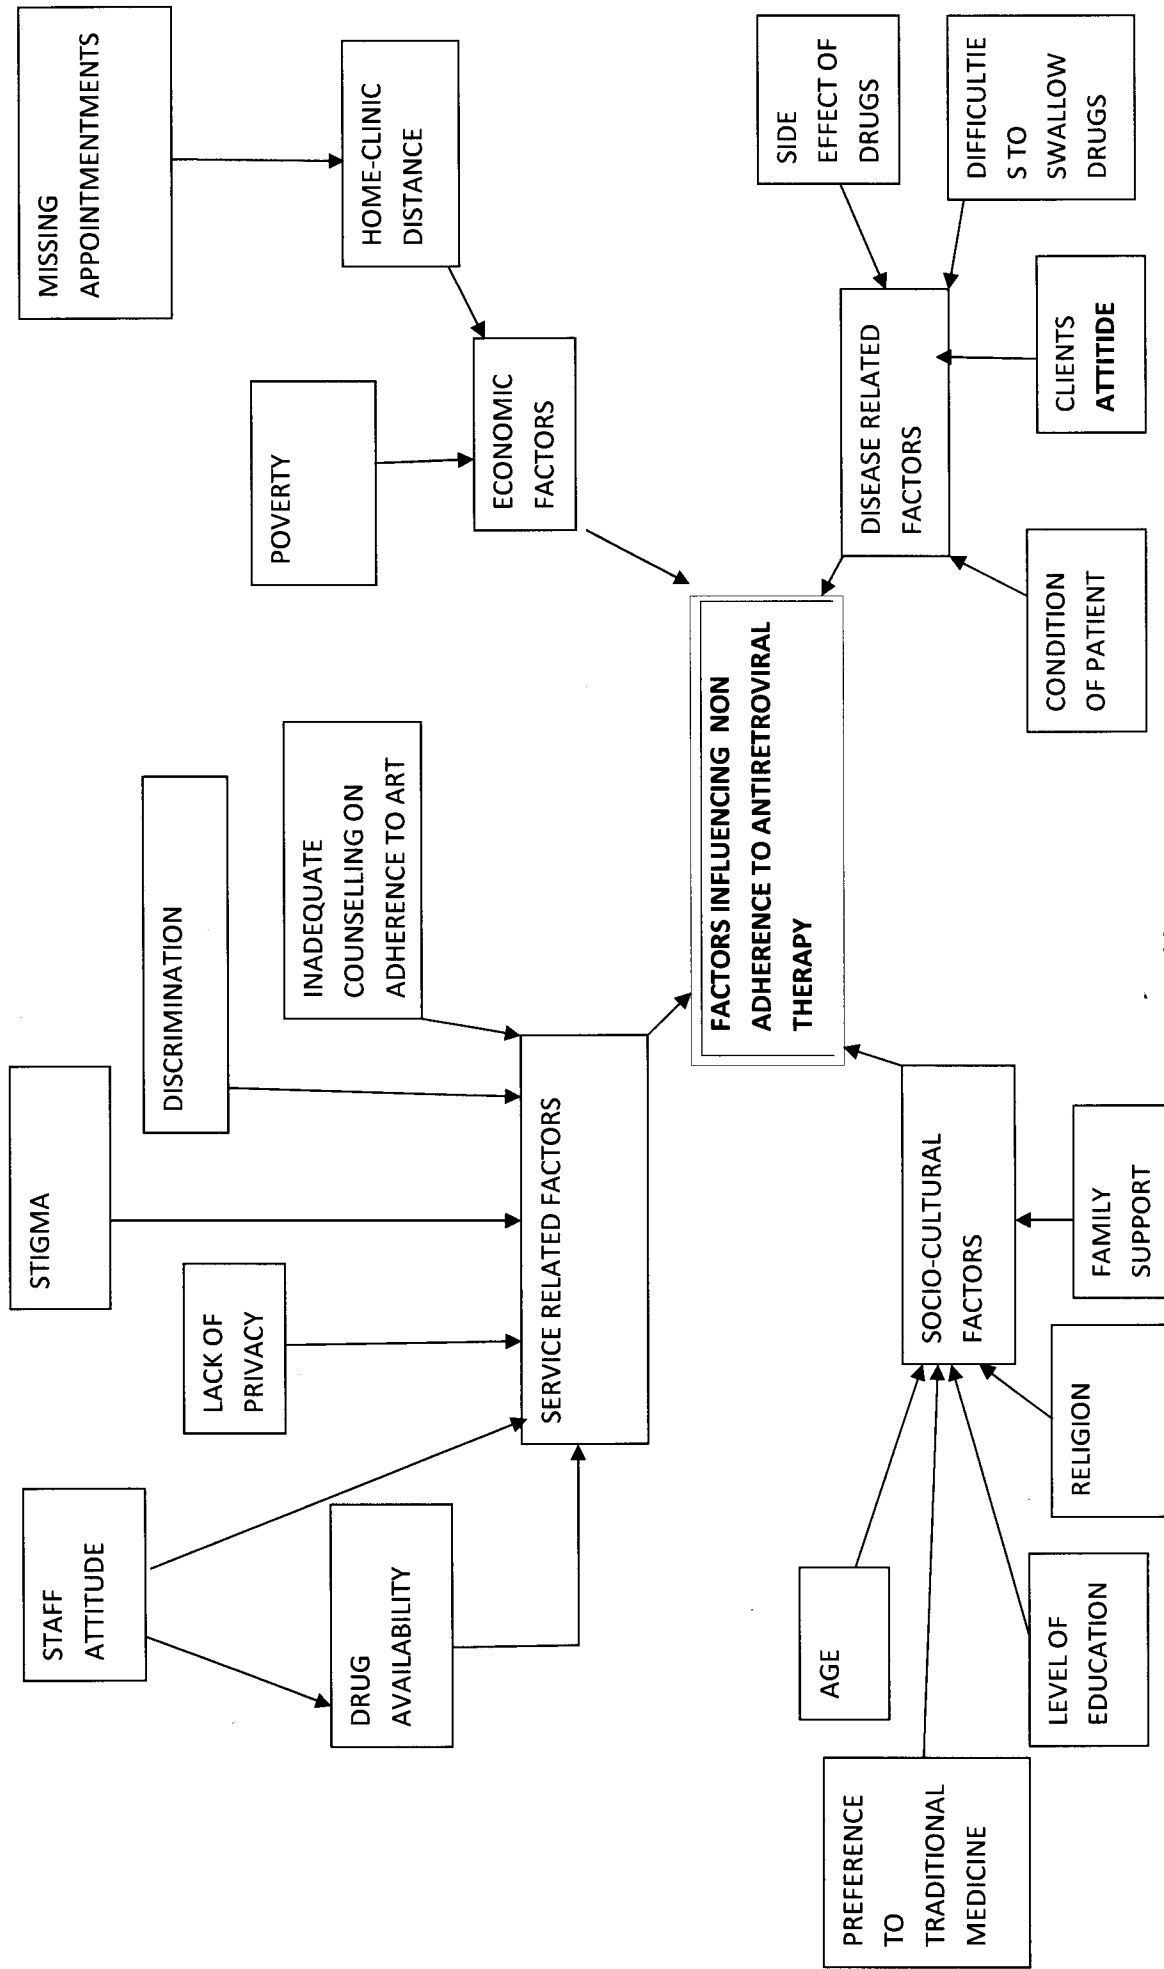 STAFF
ATTITUDE
STIGMA
MISSING
APPOINTMENTMENTS
DISCRIMINATION
LACK OF
PRIVACY
POVERTY
INADEQUATE
COUNSELLING ON
ADHERENCE TO ART
HOME-CLINIC
DISTANCE
DRUG
AVAILABILITY
ECONOMIC
FACTORS
SERVICE RELATED FACTORS
FACTORS INFLUENCING NON
ADHERENCE TO ANTIRETROVIRAL
THERAPY
SIDE
EFFECT OF
DRUGS
AGE
PREFERENCE
TO
TRADITIONAL
MEDICINE
DISEASE RELATED
FACTORS
SOCIO-CULTURAL
FACTORS
DIFFICULTIE
S TO
SWALLOW
DRUGS
LEVEL OF
EDUCATION
RELIGION
FAMILY
SUPPORT
CONDITION
OF PATIENT
CLIENTS
ATTITIDE